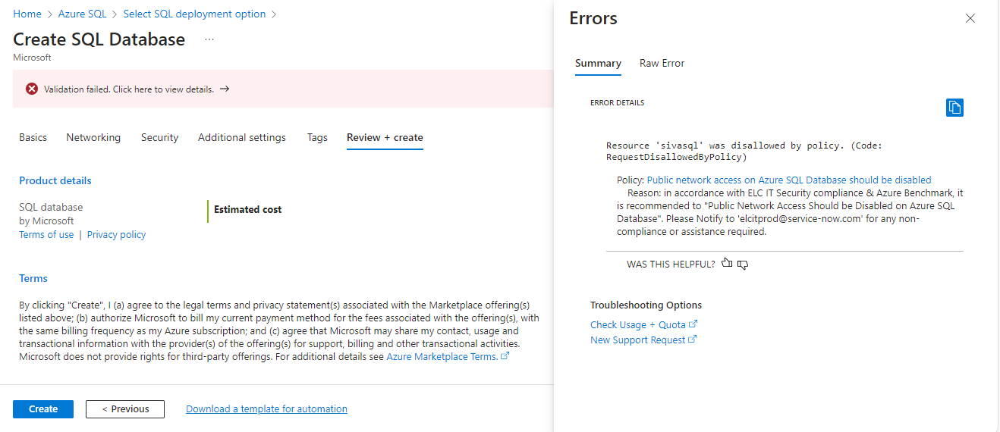 Home > Azure SQL > Select SQL deployment option >
Create SQL Database ...
Microsoft
Validation failed. Click here to view details. →
Basics Networking Security Additional settings Tags Review + create
Product details
SQL database
by Microsoft
Terms of use | Privacy policy
Estimated cost
Terms
By clicking "Create", I (a) agree to the legal terms and privacy statement(s) associated with the Marketplace offering(s)
listed above; (b) authorize Microsoft to bill my current payment method for the fees associated with the offering(s), with
the same billing frequency as my Azure subscription; and (c) agree that Microsoft may share my contact, usage and
transactional information with the provider(s) of the offering(s) for support, billing and other transactional activities.
Microsoft does not provide rights for third-party offerings. For additional details see Azure Marketplace Terms.
Create < Previous Download a template for automation
Errors
Summary Raw Error
ERROR DETAILS
Resource 'sivasql' was disallowed by policy. (Code:
RequestDisallowedByPolicy)
Policy: Public network access on Azure SQL Database should be disabled
Reason: in accordance with ELC IT Security compliance & Azure Benchmark, it
is recommended to "Public Network Access Should be Disabled on Azure SQL
Database". Please Notify to 'elcitprod@service-now.com' for any non-
compliance or assistance required.
WAS THIS HELPFUL?
Troubleshooting Options
Check Usage + Quota
New Support Request